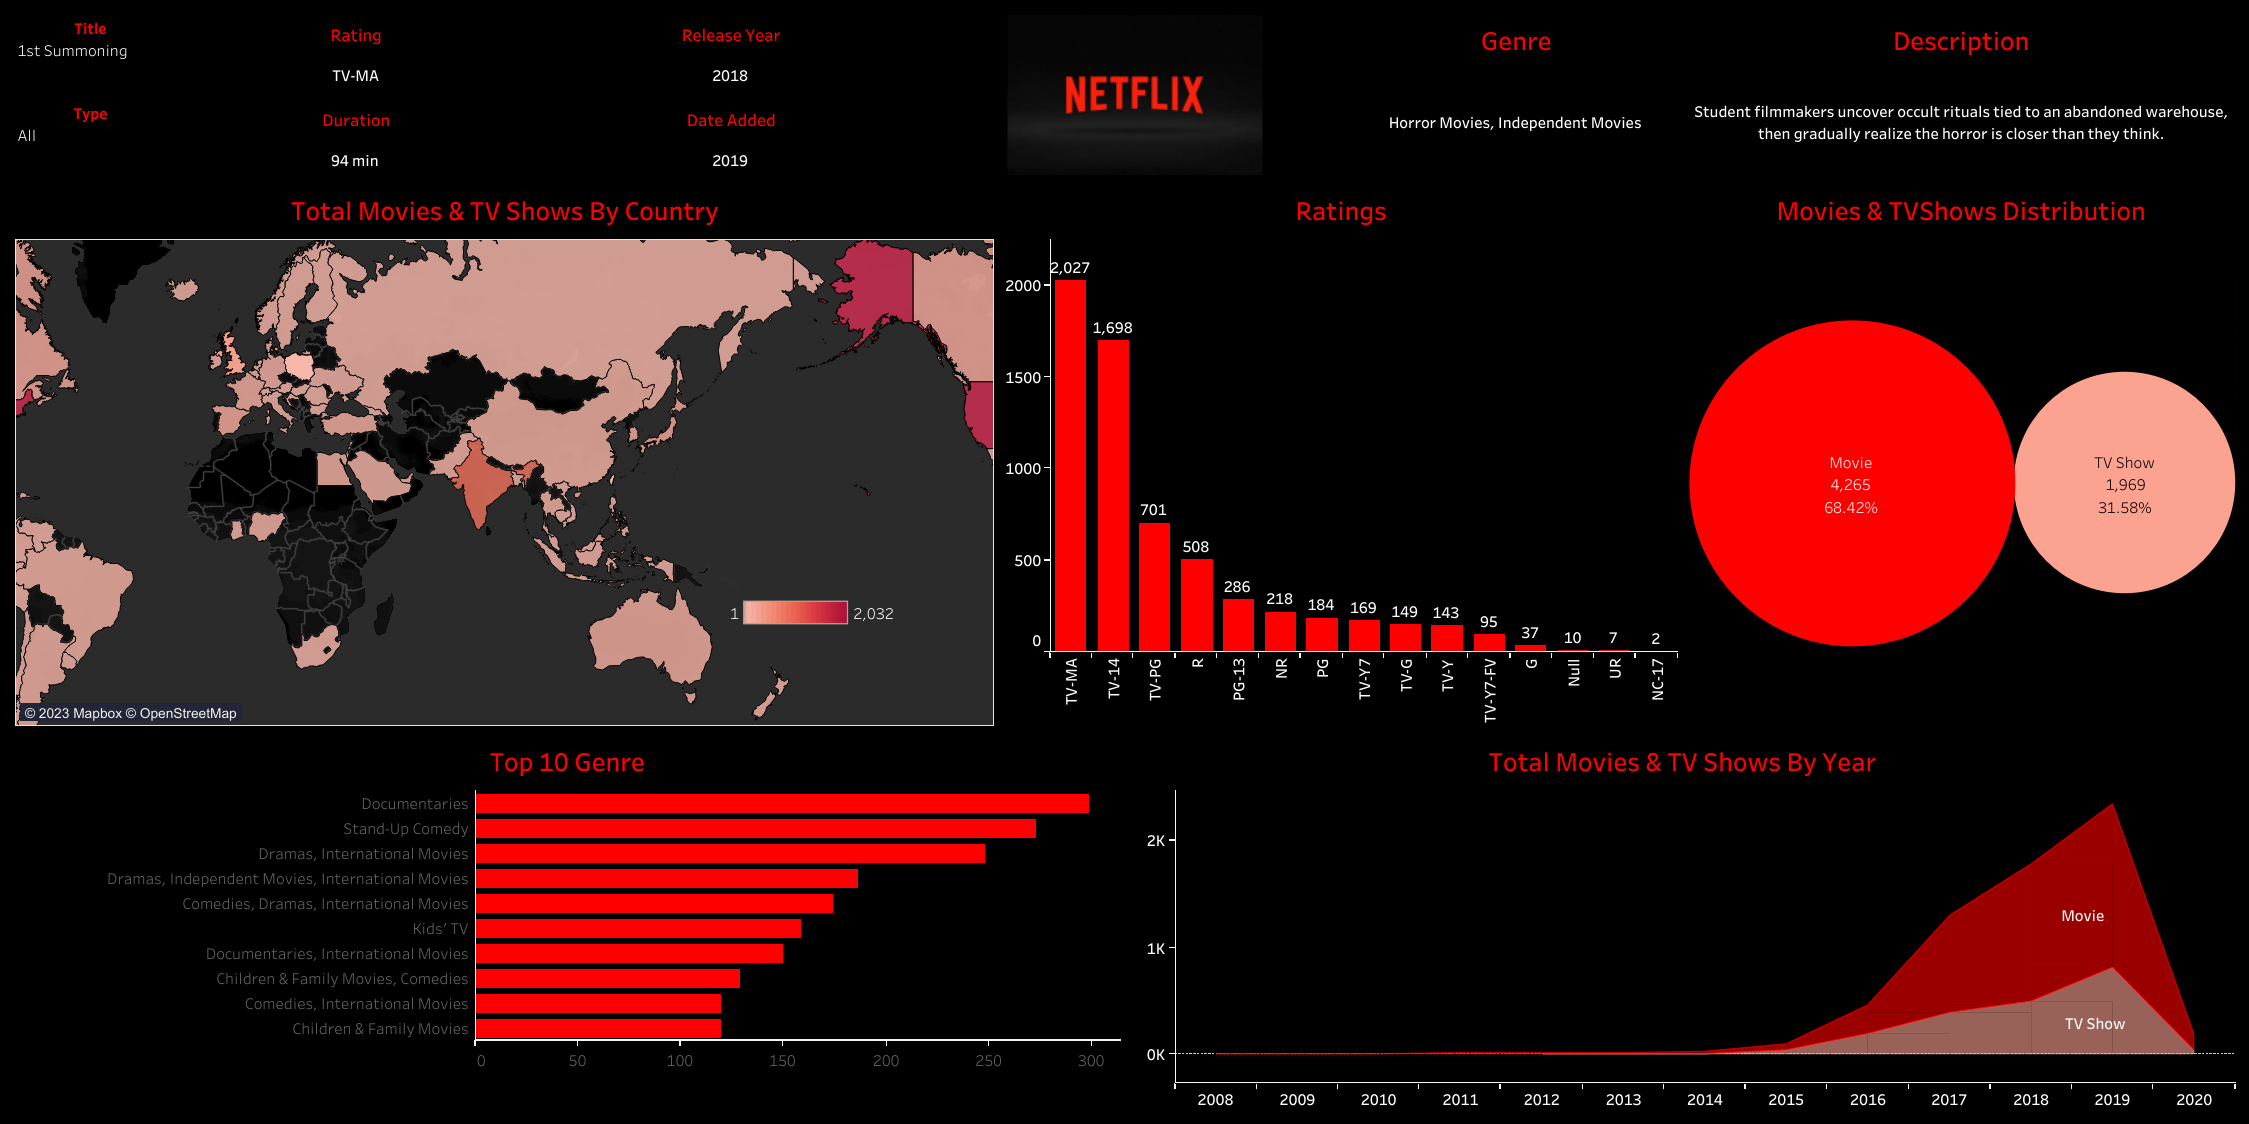 Title
1st Summoning
Rating
TV-MA
Release Year
2018
Type
All
Duration
94 min
Date Added
2019
NETFLIX
Genre
Horror Movies, Independent Movies
Description
Student filmmakers uncover occult rituals tied to an abandoned warehouse,
then gradually realize the horror is closer than they think.
Total Movies & TV Shows By Country
1
2,032
© 2023 Mapbox © OpenStreetMap
Ratings
2000
1500
1000
500
0
2,027
1,698
701
508
286
218
184
169
149
143
95
37
10
7
2
TV-MA
TV-14
TV-PG
R
PG-13
NR
PG
TV-Y7
TV-G
TV-Y
TV-Y7-FV
G
Null
UR
NC-17
Movies & TVShows Distribution
Movie
4,265
68.42%
TV Show
1,969
31.58%
Top 10 Genre
Documentaries
Stand-Up Comedy
Dramas, International Movies
Dramas, Independent Movies, International Movies
Comedies, Dramas, International Movies
Kids' TV
Documentaries, International Movies
Children & Family Movies, Comedies
Comedies, International Movies
Children & Family Movies
0 50 100 150 200 250 300
Total Movies & TV Shows By Year
2K
1K
0K
Movie
TV Show
2008 2009 2010 2011 2012 2013 2014 2015 2016 2017 2018 2019 2020